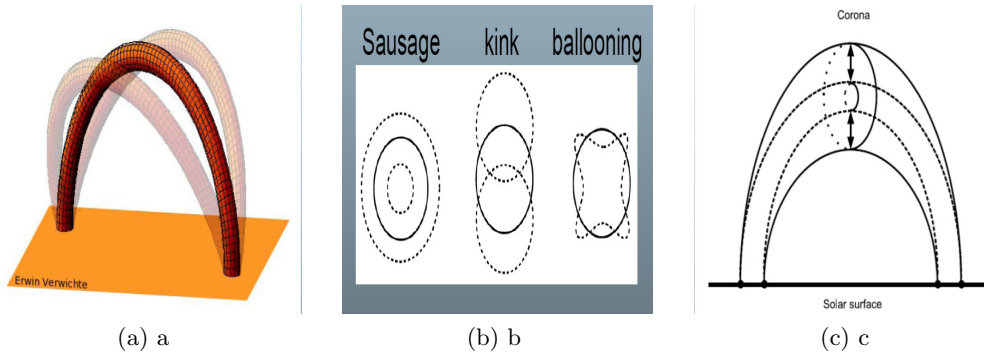 Erwin Verwichte
Sausage kink ballooning
Corona
Solar surface
(a) a
(b) b
(c) c